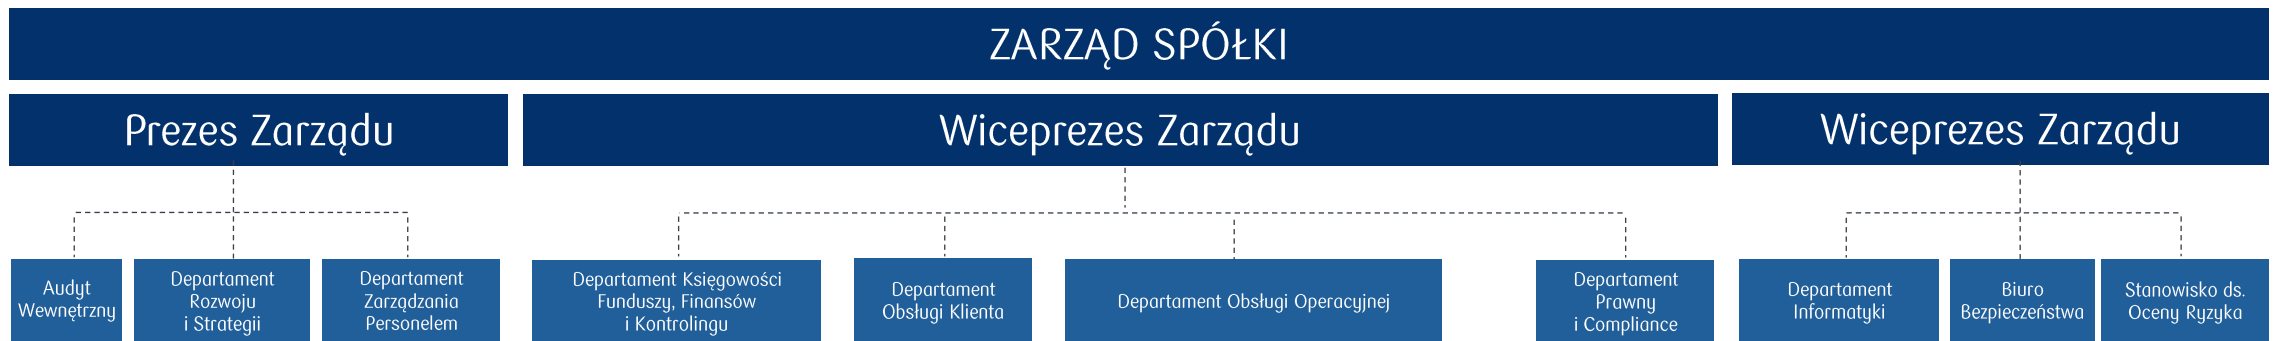 ZARZĄD SPÓŁKI
Prezes Zarządu
Wiceprezes Zarządu
Wiceprezes Zarządu
Audyt
Wewnętrzny
Departament
Rozwoju
i Strategii
Departament
Zarządzania
Personelem
Departament Księgowości
Funduszy, Finansów
i Kontrolingu
Departament
Obsługi Klienta
Departament Obsługi Operacyjnej
Departament
Prawny
i Compliance
Departament
Informatyki
Biuro
Bezpieczeństwa
Stanowisko ds.
Oceny Ryzyka